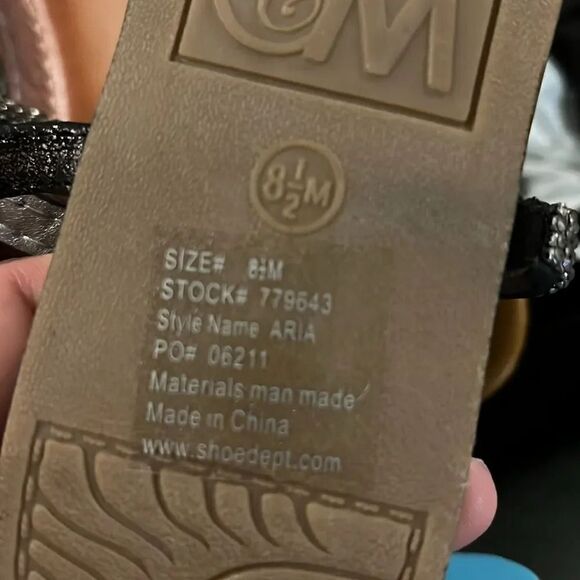 &M
8½M
SIZE# 8½M
STOCK# 779643
Style Name ARIA
PO# 06211
Materials man made
Made in China
www.shoedept.com